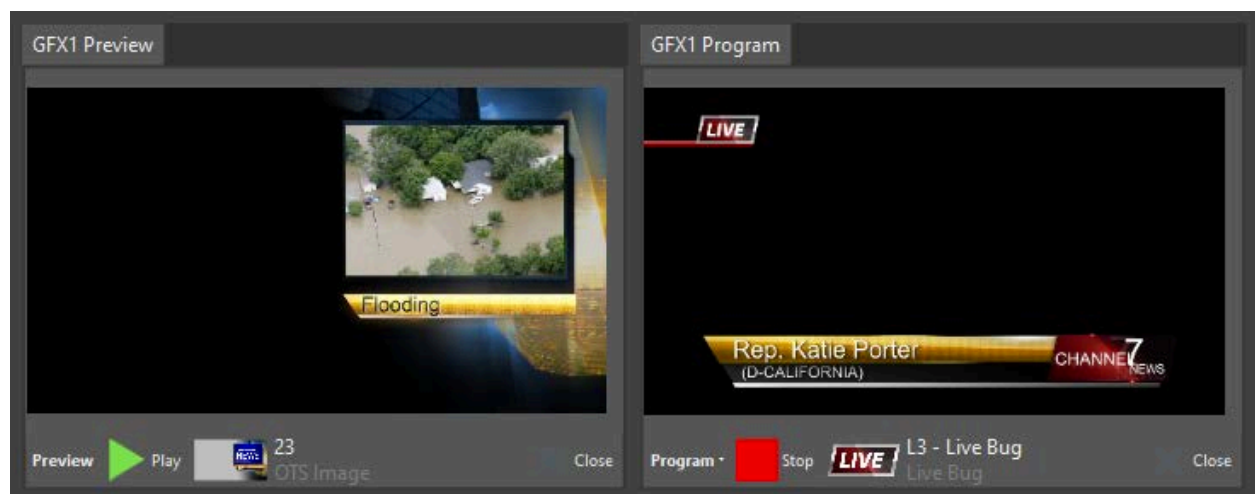 GFX1 Preview
Flooding
Preview Play 23 Close
OTS Image
GFX1 Program
LIVE
Rep. Katie Porter
(D-CALIFORNIA)
CHANNEL 7
NEWS
Program Stop LIVE L3 - Live Bug Close
Live Bug